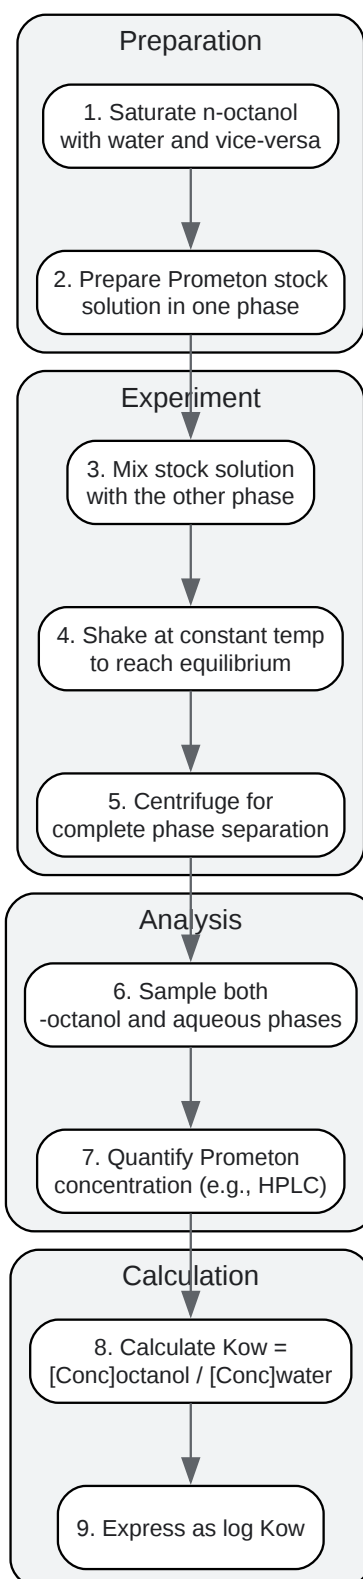 Preparation
1. Saturate n-octanol
with water and vice-versa
2. Prepare Prometon stock
solution in one phase
Experiment
3. Mix stock solution
with the other phase
4. Shake at constant temp
to reach equilibrium
5. Centrifuge for
complete phase separation
Analysis
6. Sample both
-octanol and aqueous phases
7. Quantify Prometon
concentration (e.g., HPLC)
Calculation
8. Calculate Kow =
[Conc]octanol / [Conc]water
9. Express as log Kow